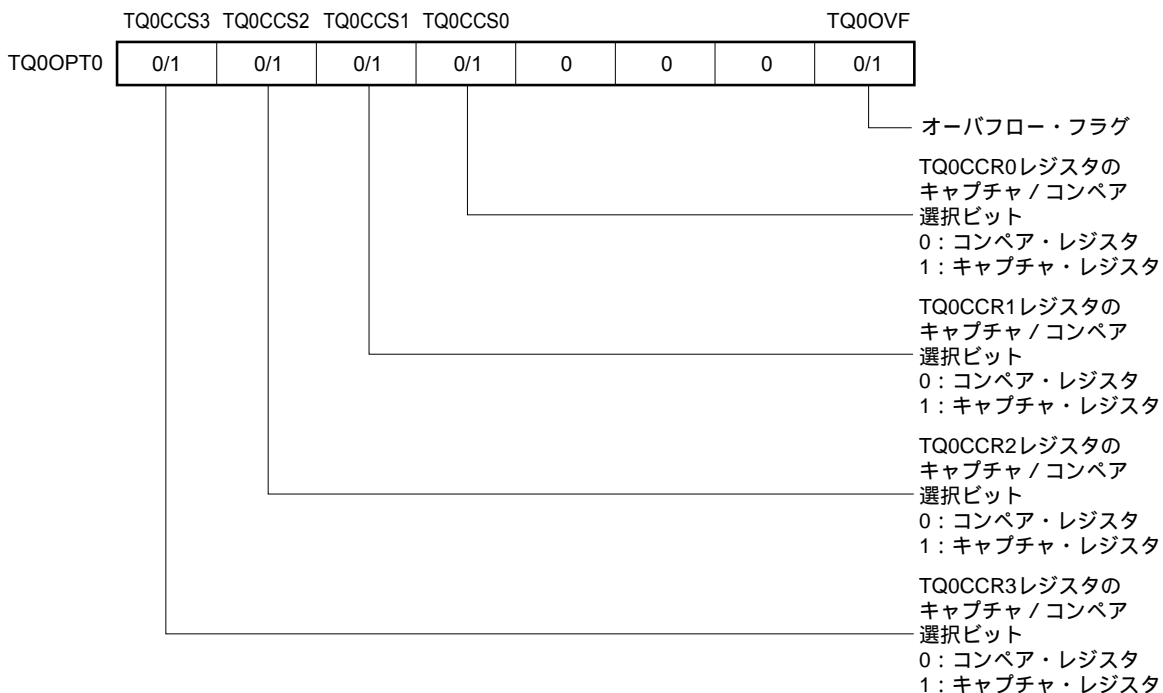 TQ0CCS3 TQ0CCS2 TQ0CCS1 TQ0CCS0 TQ0OVF
TQ0OPT0 0/1 0/1 0/1 0/1 0 0 0 0/1
オーバフロー・フラグ
TQ0CCR0レジスタの
キャプチャ／コンペア
選択ビット
0：コンペア・レジスタ
1：キャプチャ・レジスタ
TQ0CCR1レジスタの
キャプチャ／コンペア
選択ビット
0：コンペア・レジスタ
1：キャプチャ・レジスタ
TQ0CCR2レジスタの
キャプチャ／コンペア
選択ビット
0：コンペア・レジスタ
1：キャプチャ・レジスタ
TQ0CCR3レジスタの
キャプチャ／コンペア
選択ビット
0：コンペア・レジスタ
1：キャプチャ・レジスタ